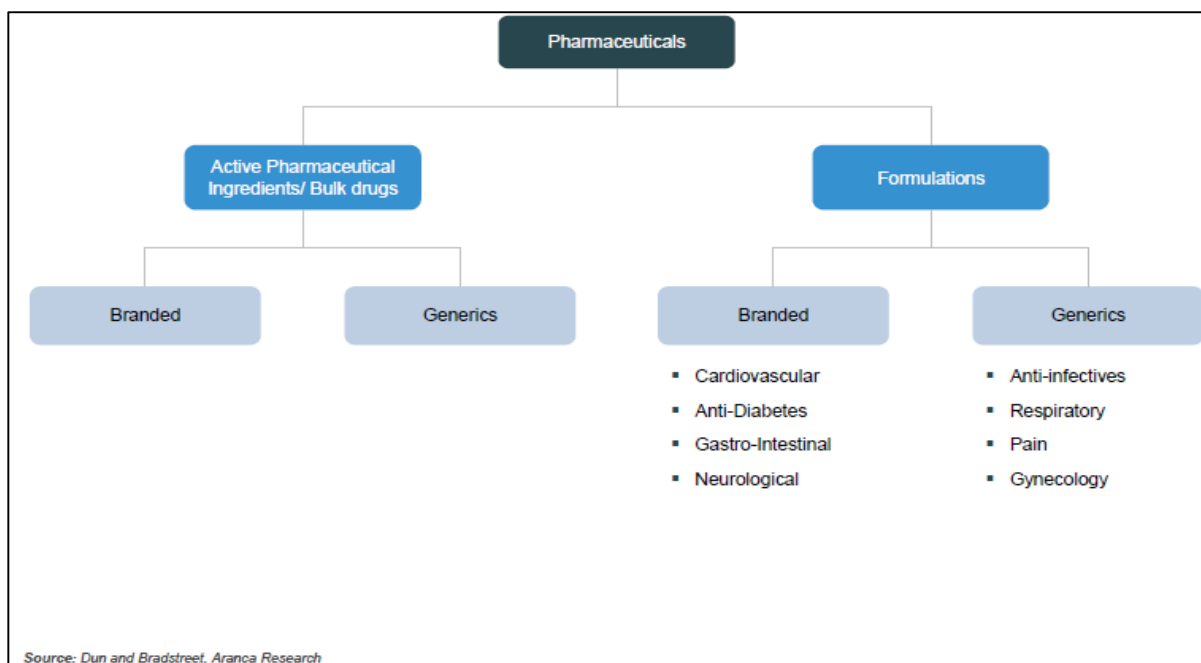 Pharmaceuticals
Active Pharmaceutical
Ingredients/ Bulk drugs
Formulations
Branded
Generics
Branded
Generics
▪ Cardiovascular
▪ Anti-Diabetes
▪ Gastro-Intestinal
▪ Neurological
▪ Anti-infectives
▪ Respiratory
▪ Pain
▪ Gynecology
Source: Dun and Bradstreet, Aranca Research